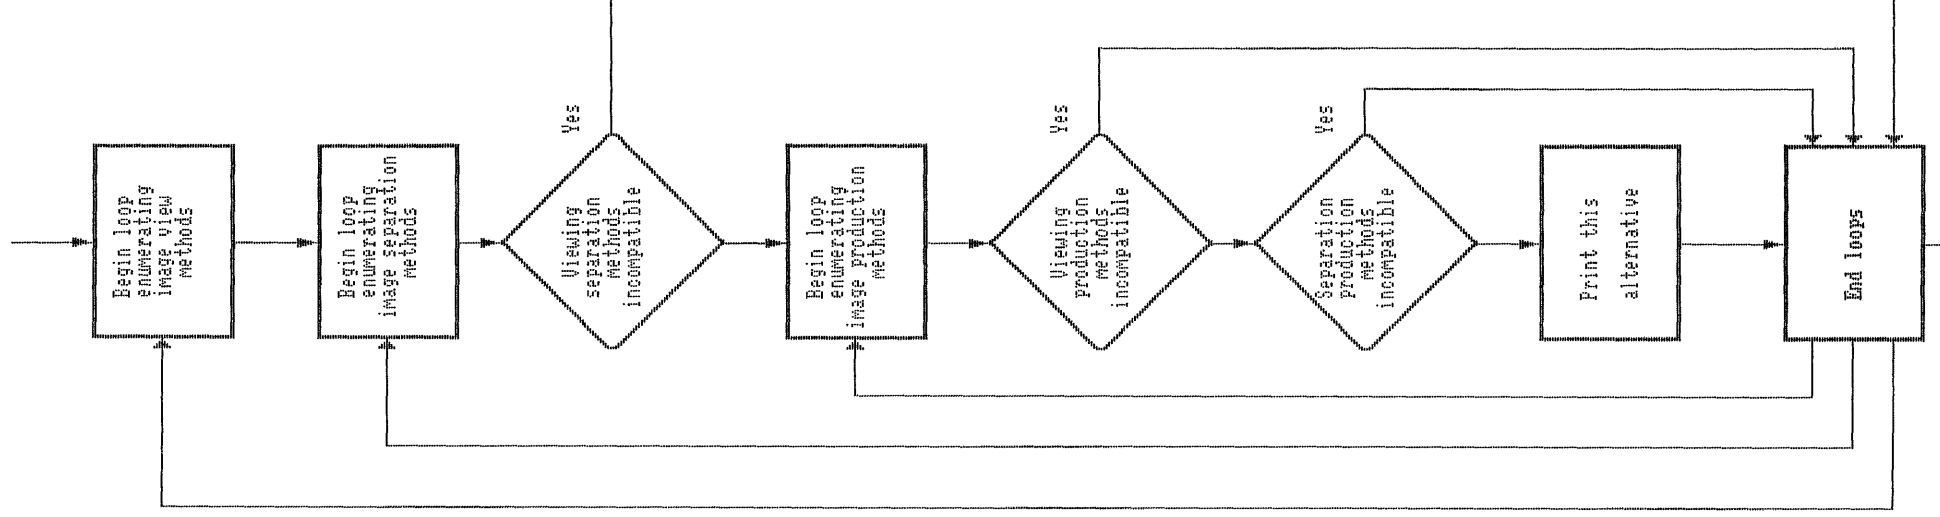 Begin loop
enumerating
image view
methods
Begin loop
enumerating
image separation
methods
Yes
Viewing
separation
methods
incompatible
Begin loop
enumerating
image production
methods
Yes
Viewing
production
methods
incompatible
Yes
Separation
production
methods
incompatible
Print this
alternative
End loops